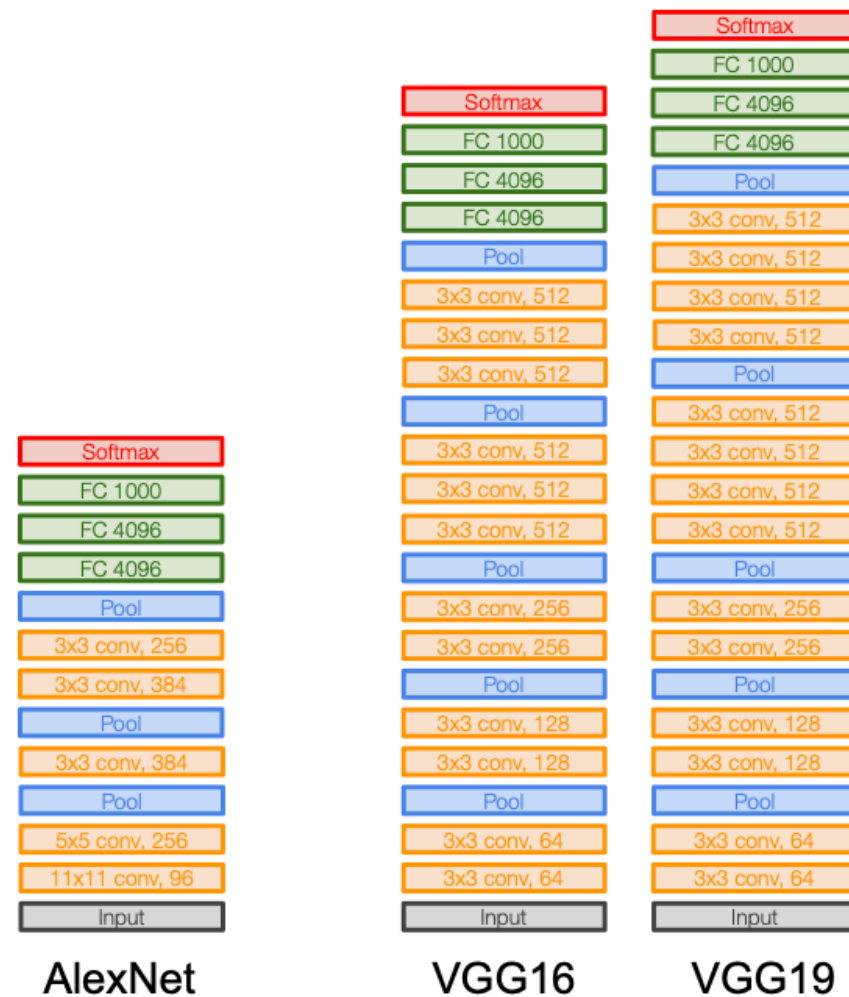 Softmax
FC 1000
FC 4096
FC 4096
Pool
3x3 conv, 256
3x3 conv, 384
Pool
3x3 conv, 384
Pool
5x5 conv, 256
11x11 conv, 96
Input
AlexNet
Softmax
FC 1000
FC 4096
FC 4096
Pool
3x3 conv, 512
3x3 conv, 512
3x3 conv, 512
Pool
3x3 conv, 512
3x3 conv, 512
3x3 conv, 512
Pool
3x3 conv, 256
3x3 conv, 256
Pool
3x3 conv, 128
3x3 conv, 128
Pool
3x3 conv, 64
3x3 conv, 64
Input
VGG16
Softmax
FC 1000
FC 4096
FC 4096
Pool
3x3 conv, 512
3x3 conv, 512
3x3 conv, 512
3x3 conv, 512
Pool
3x3 conv, 512
3x3 conv, 512
3x3 conv, 512
3x3 conv, 512
Pool
3x3 conv, 256
3x3 conv, 256
Pool
3x3 conv, 128
3x3 conv, 128
Pool
3x3 conv, 64
3x3 conv, 64
Input
VGG19